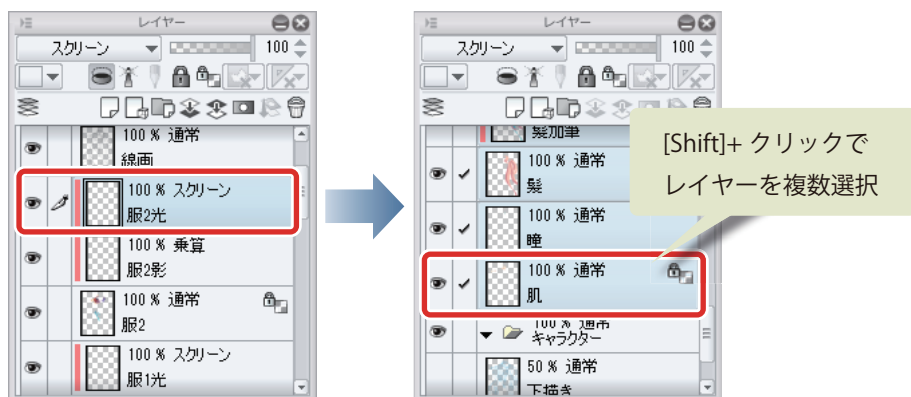 レイヤー
スクリーン 100
100 % 通常
線画
100 % スクリーン
服2光
100 % 乗算
服2影
100 % 通常
服2
100 % スクリーン
服1光
レイヤー
スクリーン 100
髪加筆
100 % 通常
髪
100 % 通常
瞳
100 % 通常
肌
100 % 通常
キャラクター
50 % 通常
下描き
[Shift]+ クリックで
レイヤーを複数選択